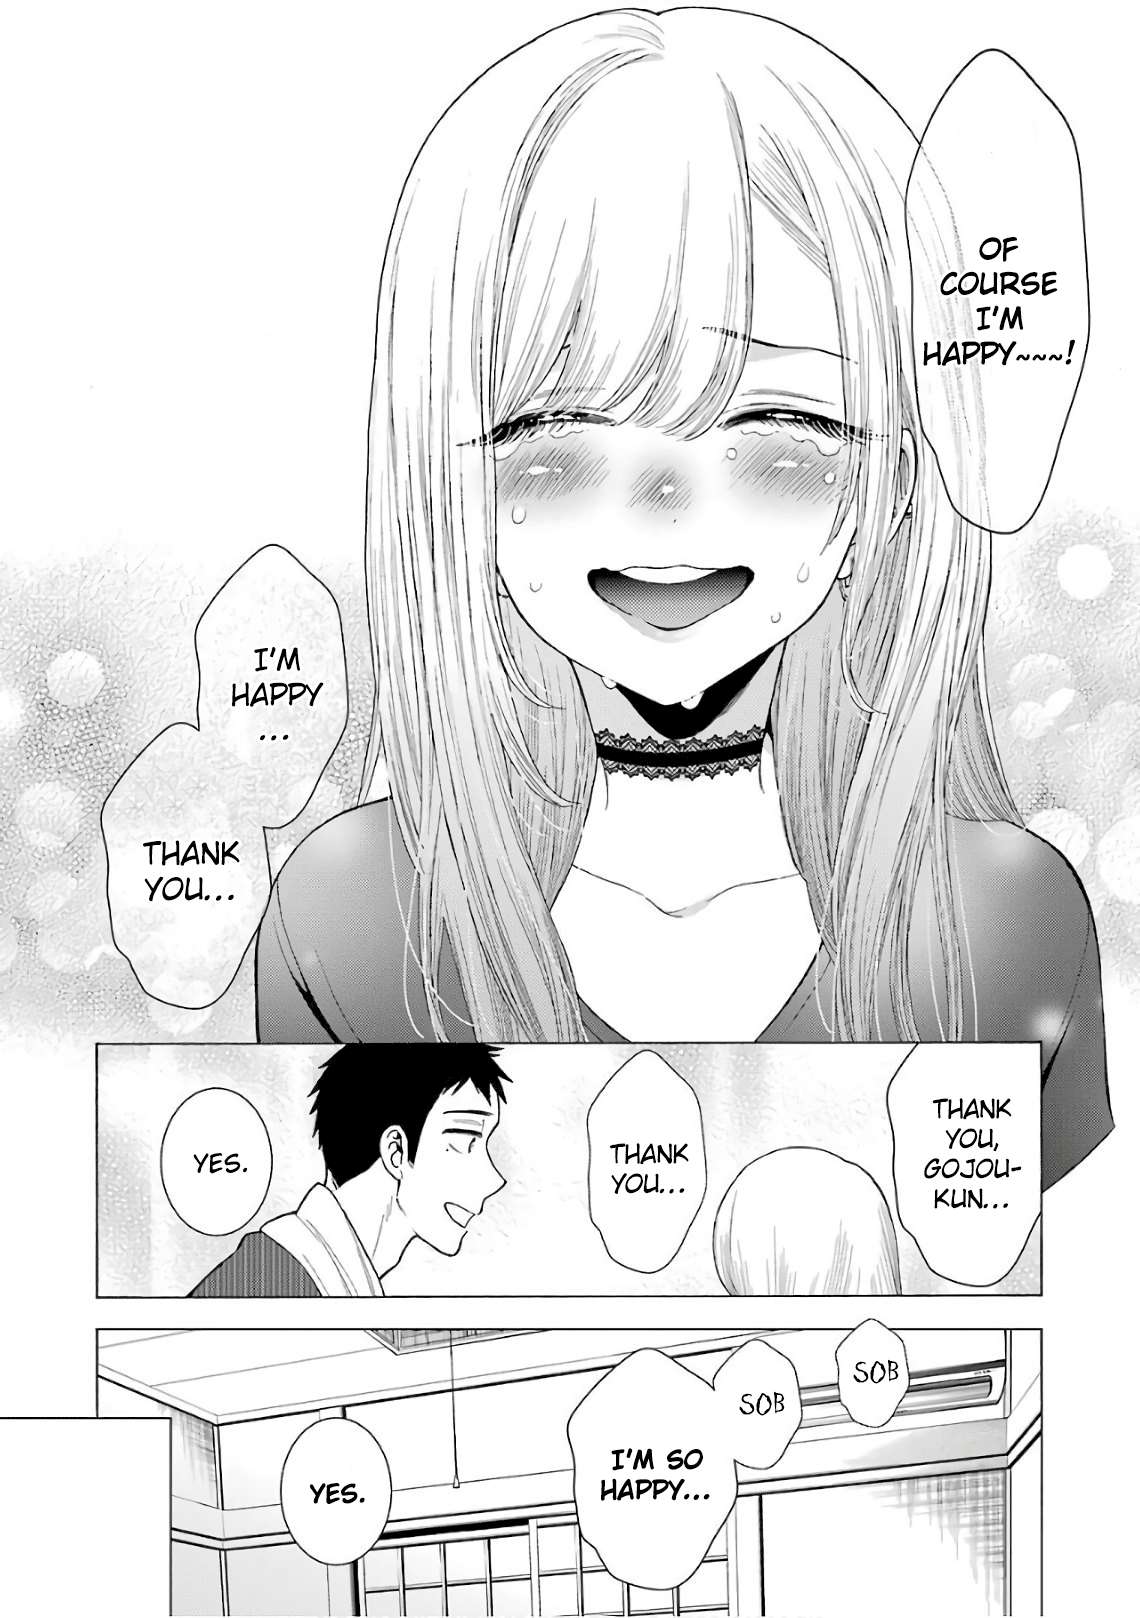 OF
COURSE
I'M
HAPPY~~~!
I'M
HAPPY
...
THANK
YOU...
THANK
YOU,
GOJOU-
KUN...
THANK
YOU...
YES.
SOB
SOB
I'M SO
HAPPY...
YES.